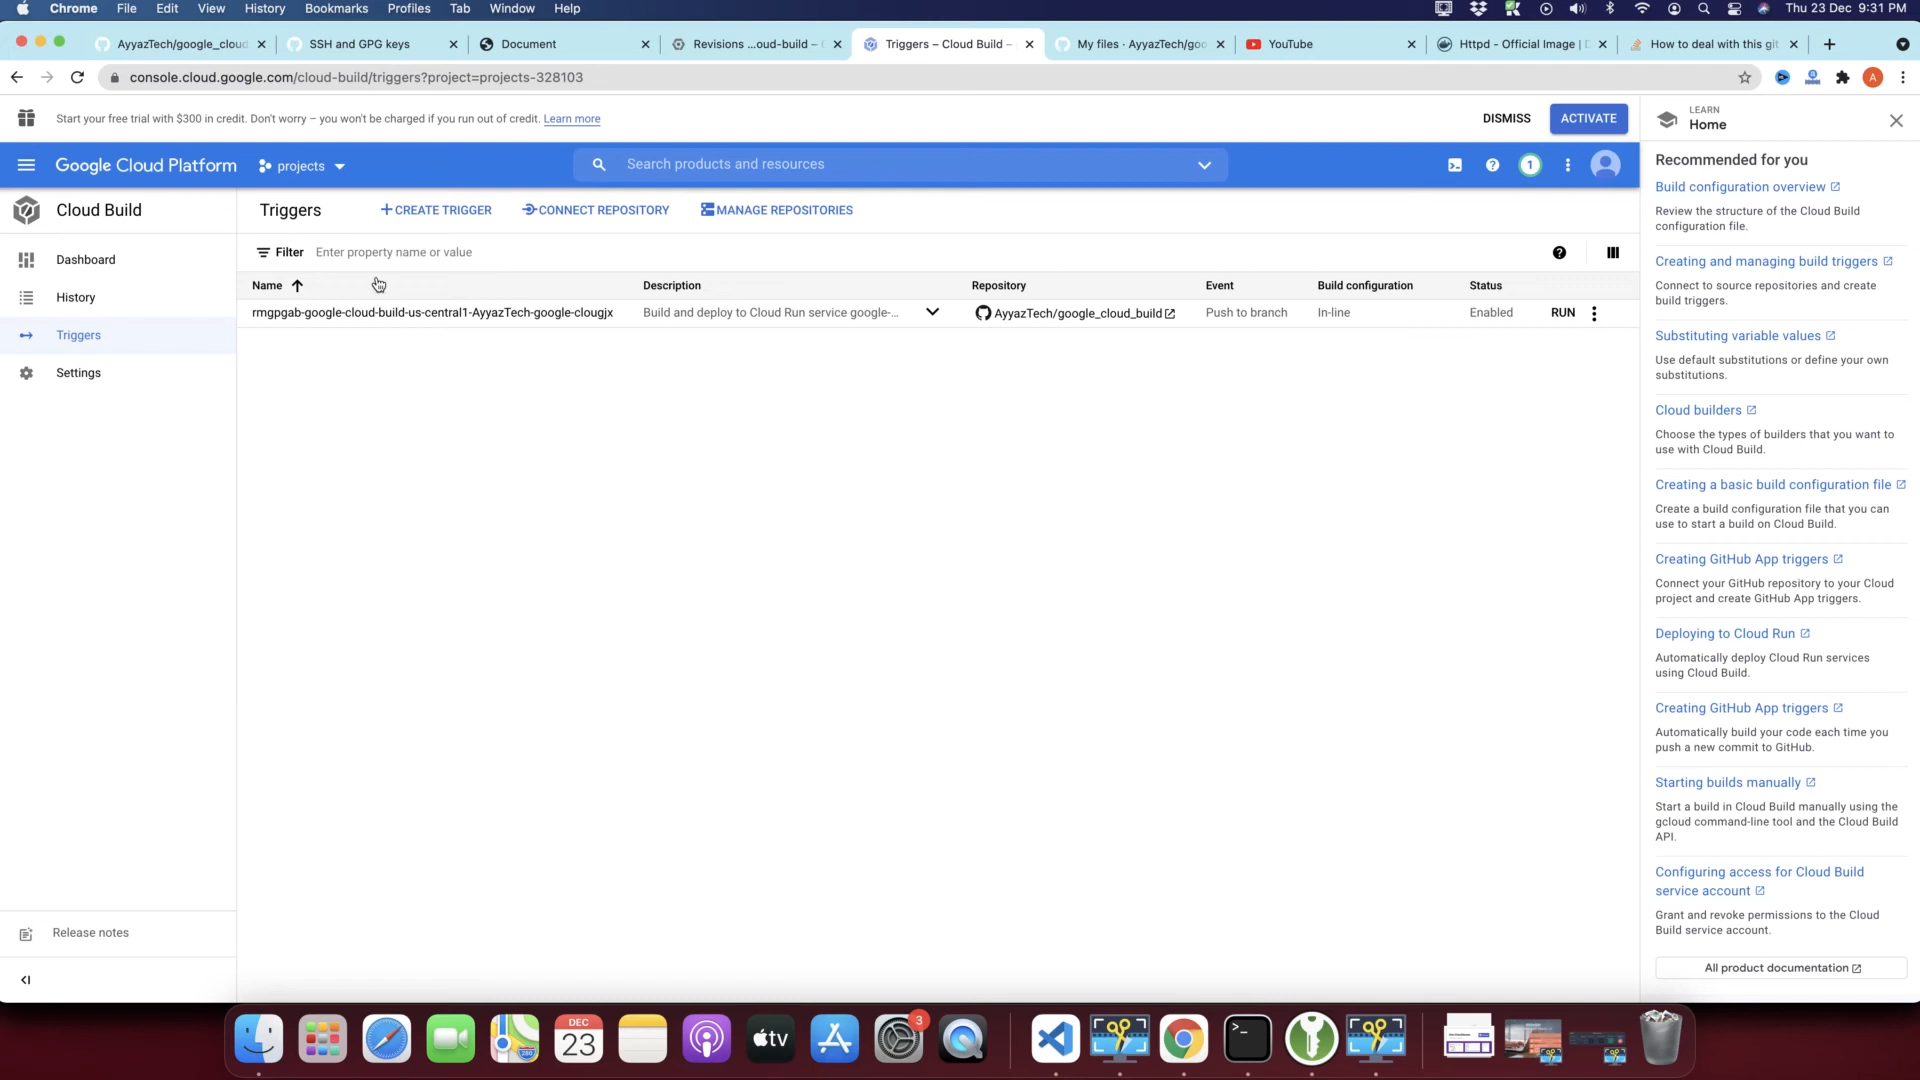 Chrome File Edit View History Bookmarks Profiles Tab Window Help Thu 23 Dec 9:31 PM
AyyazTech/google_cloud SSH and GPG keys Document Revisions ...oud-build – Triggers – Cloud Build – My files · AyyazTech/goo YouTube Httpd - Official Image | How to deal with this git
console.cloud.google.com/cloud-build/triggers?project=projects-328103 A
Start your free trial with $300 in credit. Don't worry – you won't be charged if you run out of credit. Learn more DISMISS ACTIVATE
Google Cloud Platform projects Search products and resources 1
Cloud Build
Dashboard
History
Triggers
Settings
Release notes
Triggers CREATE TRIGGER CONNECT REPOSITORY MANAGE REPOSITORIES
Filter Enter property name or value
Name Description Repository Event Build configuration Status
rmgpgab-google-cloud-build-us-central1-AyyazTech-google-clougjx Build and deploy to Cloud Run service google-... AyyazTech/google_cloud_build Push to branch In-line Enabled RUN
LEARN
Home
Recommended for you
Build configuration overview
Review the structure of the Cloud Build
configuration file.
Creating and managing build triggers
Connect to source repositories and create
build triggers.
Substituting variable values
Use default substitutions or define your own
substitutions.
Cloud builders
Choose the types of builders that you want to
use with Cloud Build.
Creating a basic build configuration file
Create a build configuration file that you can
use to start a build on Cloud Build.
Creating GitHub App triggers
Connect your GitHub repository to your Cloud
project and create GitHub App triggers.
Deploying to Cloud Run
Automatically deploy Cloud Run services
using Cloud Build.
Creating GitHub App triggers
Automatically build your code each time you
push a new commit to GitHub.
Starting builds manually
Start a build in Cloud Build manually using the
gcloud command-line tool and the Cloud Build
API.
Configuring access for Cloud Build
service account
Grant and revoke permissions to the Cloud
Build service account.
All product documentation
DEC
23
tv
3
280